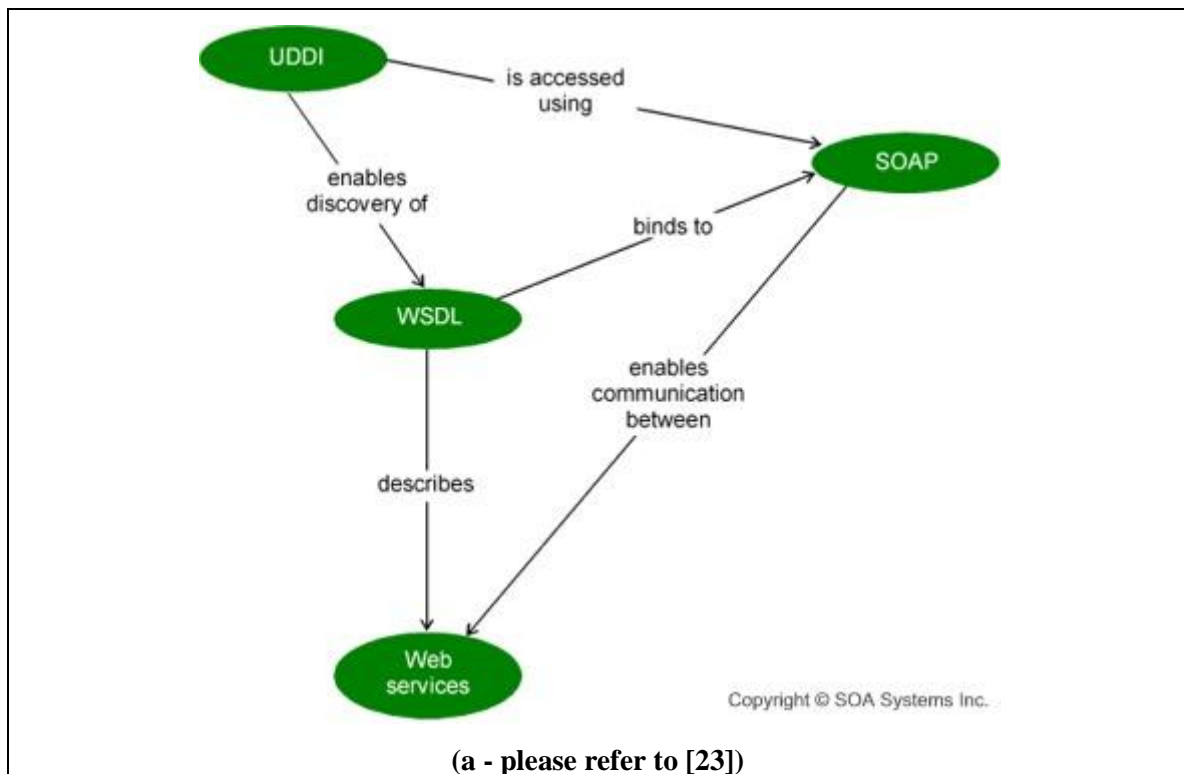 UDDI
is accessed
using
SOAP
enables
discovery of
binds to
WSDL
enables
communication
between
describes
Web
services
Copyright © SOA Systems Inc.
(a - please refer to [23])